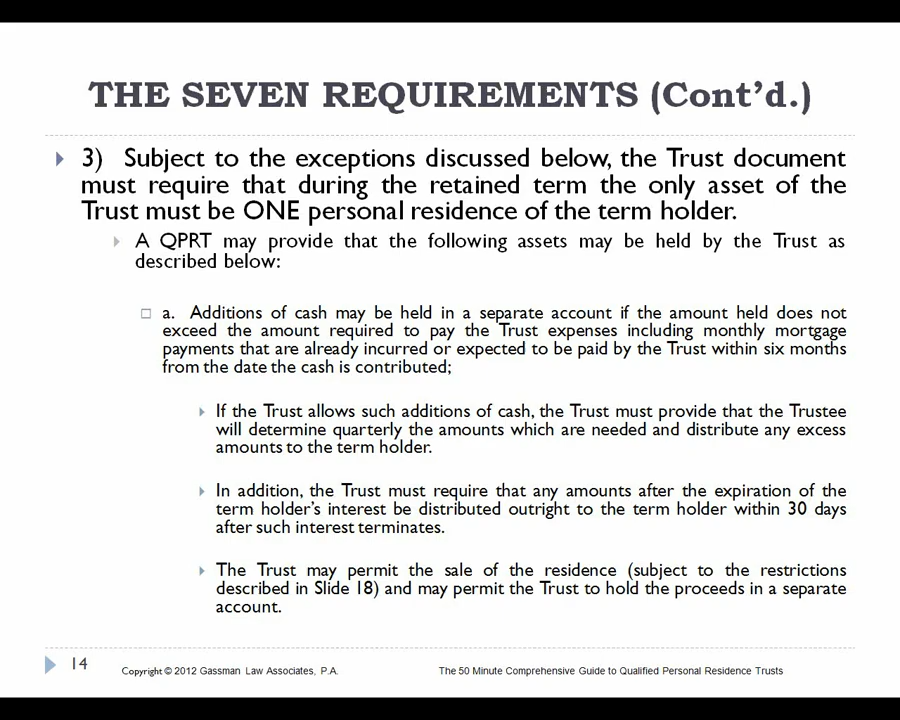 THE SEVEN REQUIREMENTS (Cont'd.)
3) Subject to the exceptions discussed below, the Trust document
must require that during the retained term the only asset of the
Trust must be ONE personal residence of the term holder.
A QPRT may provide that the following assets may be held by the Trust as
described below:
a. Additions of cash may be held in a separate account if the amount held does not
exceed the amount required to pay the Trust expenses including monthly mortgage
payments that are already incurred or expected to be paid by the Trust within six months
from the date the cash is contributed;
If the Trust allows such additions of cash, the Trust must provide that the Trustee
will determine quarterly the amounts which are needed and distribute any excess
amounts to the term holder.
In addition, the Trust must require that any amounts after the expiration of the
term holder's interest be distributed outright to the term holder within 30 days
after such interest terminates.
The Trust may permit the sale of the residence (subject to the restrictions
described in Slide 18) and may permit the Trust to hold the proceeds in a separate
account.
14
Copyright © 2012 Gassman Law Associates, P.A.
The 50 Minute Comprehensive Guide to Qualified Personal Residence Trusts